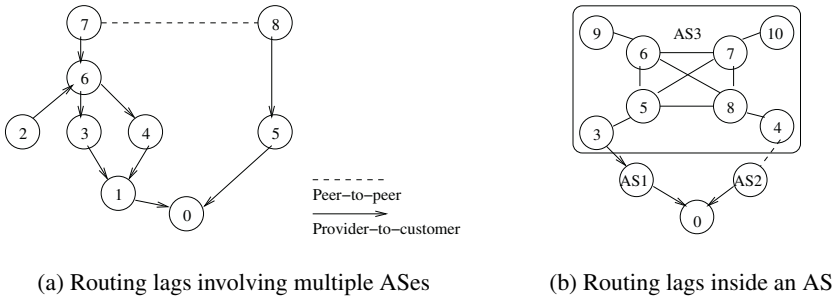 7
8
6
2
3
4
5
1
0
Peer−to−peer
Provider−to−customer
(a) Routing lags involving multiple ASes
9
AS3
10
6
7
5
8
3
4
AS1
AS2
0
(b) Routing lags inside an AS